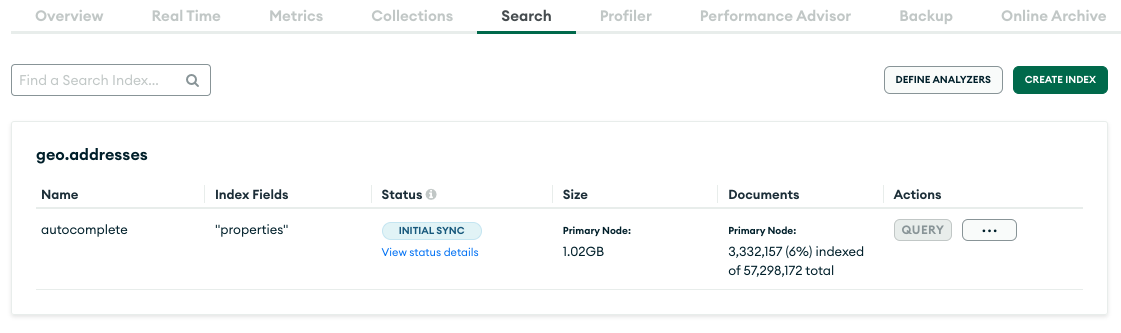 Overview Real Time Metrics Collections Search Profiler Performance Advisor Backup Online Archive
Find a Search Index...
DEFINE ANALYZERS CREATE INDEX
geo.addresses
Name Index Fields Status Size Documents Actions
autocomplete "properties" INITIAL SYNC Primary Node: Primary Node: QUERY ...
View status details 1.02GB 3,332,157 (6%) indexed
of 57,298,172 total